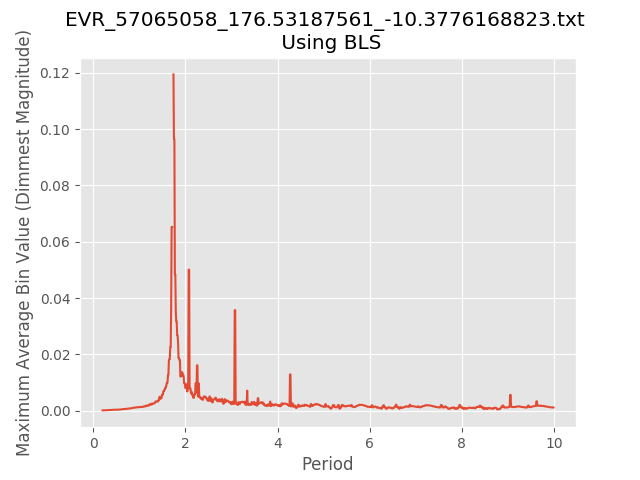 EVR_57065058_176.53187561_-10.3776168823.txt
Using BLS
Maximum Average Bin Value (Dimmest Magnitude)
0.12
0.10
0.08
0.06
0.04
0.02
0.00
0 2 4 6 8 10
Period